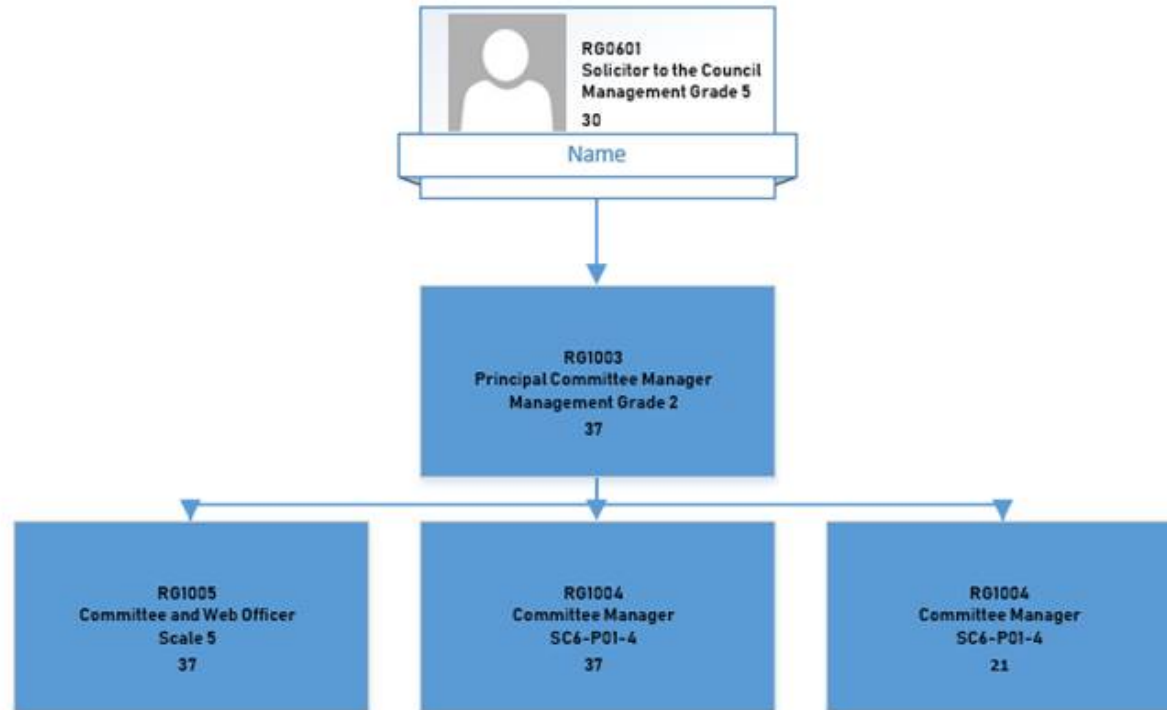 RG0601
Solicitor to the Council
Management Grade 5
30
Name
RG1003
Principal Committee Manager
Management Grade 2
37
RG1005
Committee and Web Officer
Scale 5
37
RG1004
Committee Manager
SC6-P01-4
37
RG1004
Committee Manager
SC6-P01-4
21